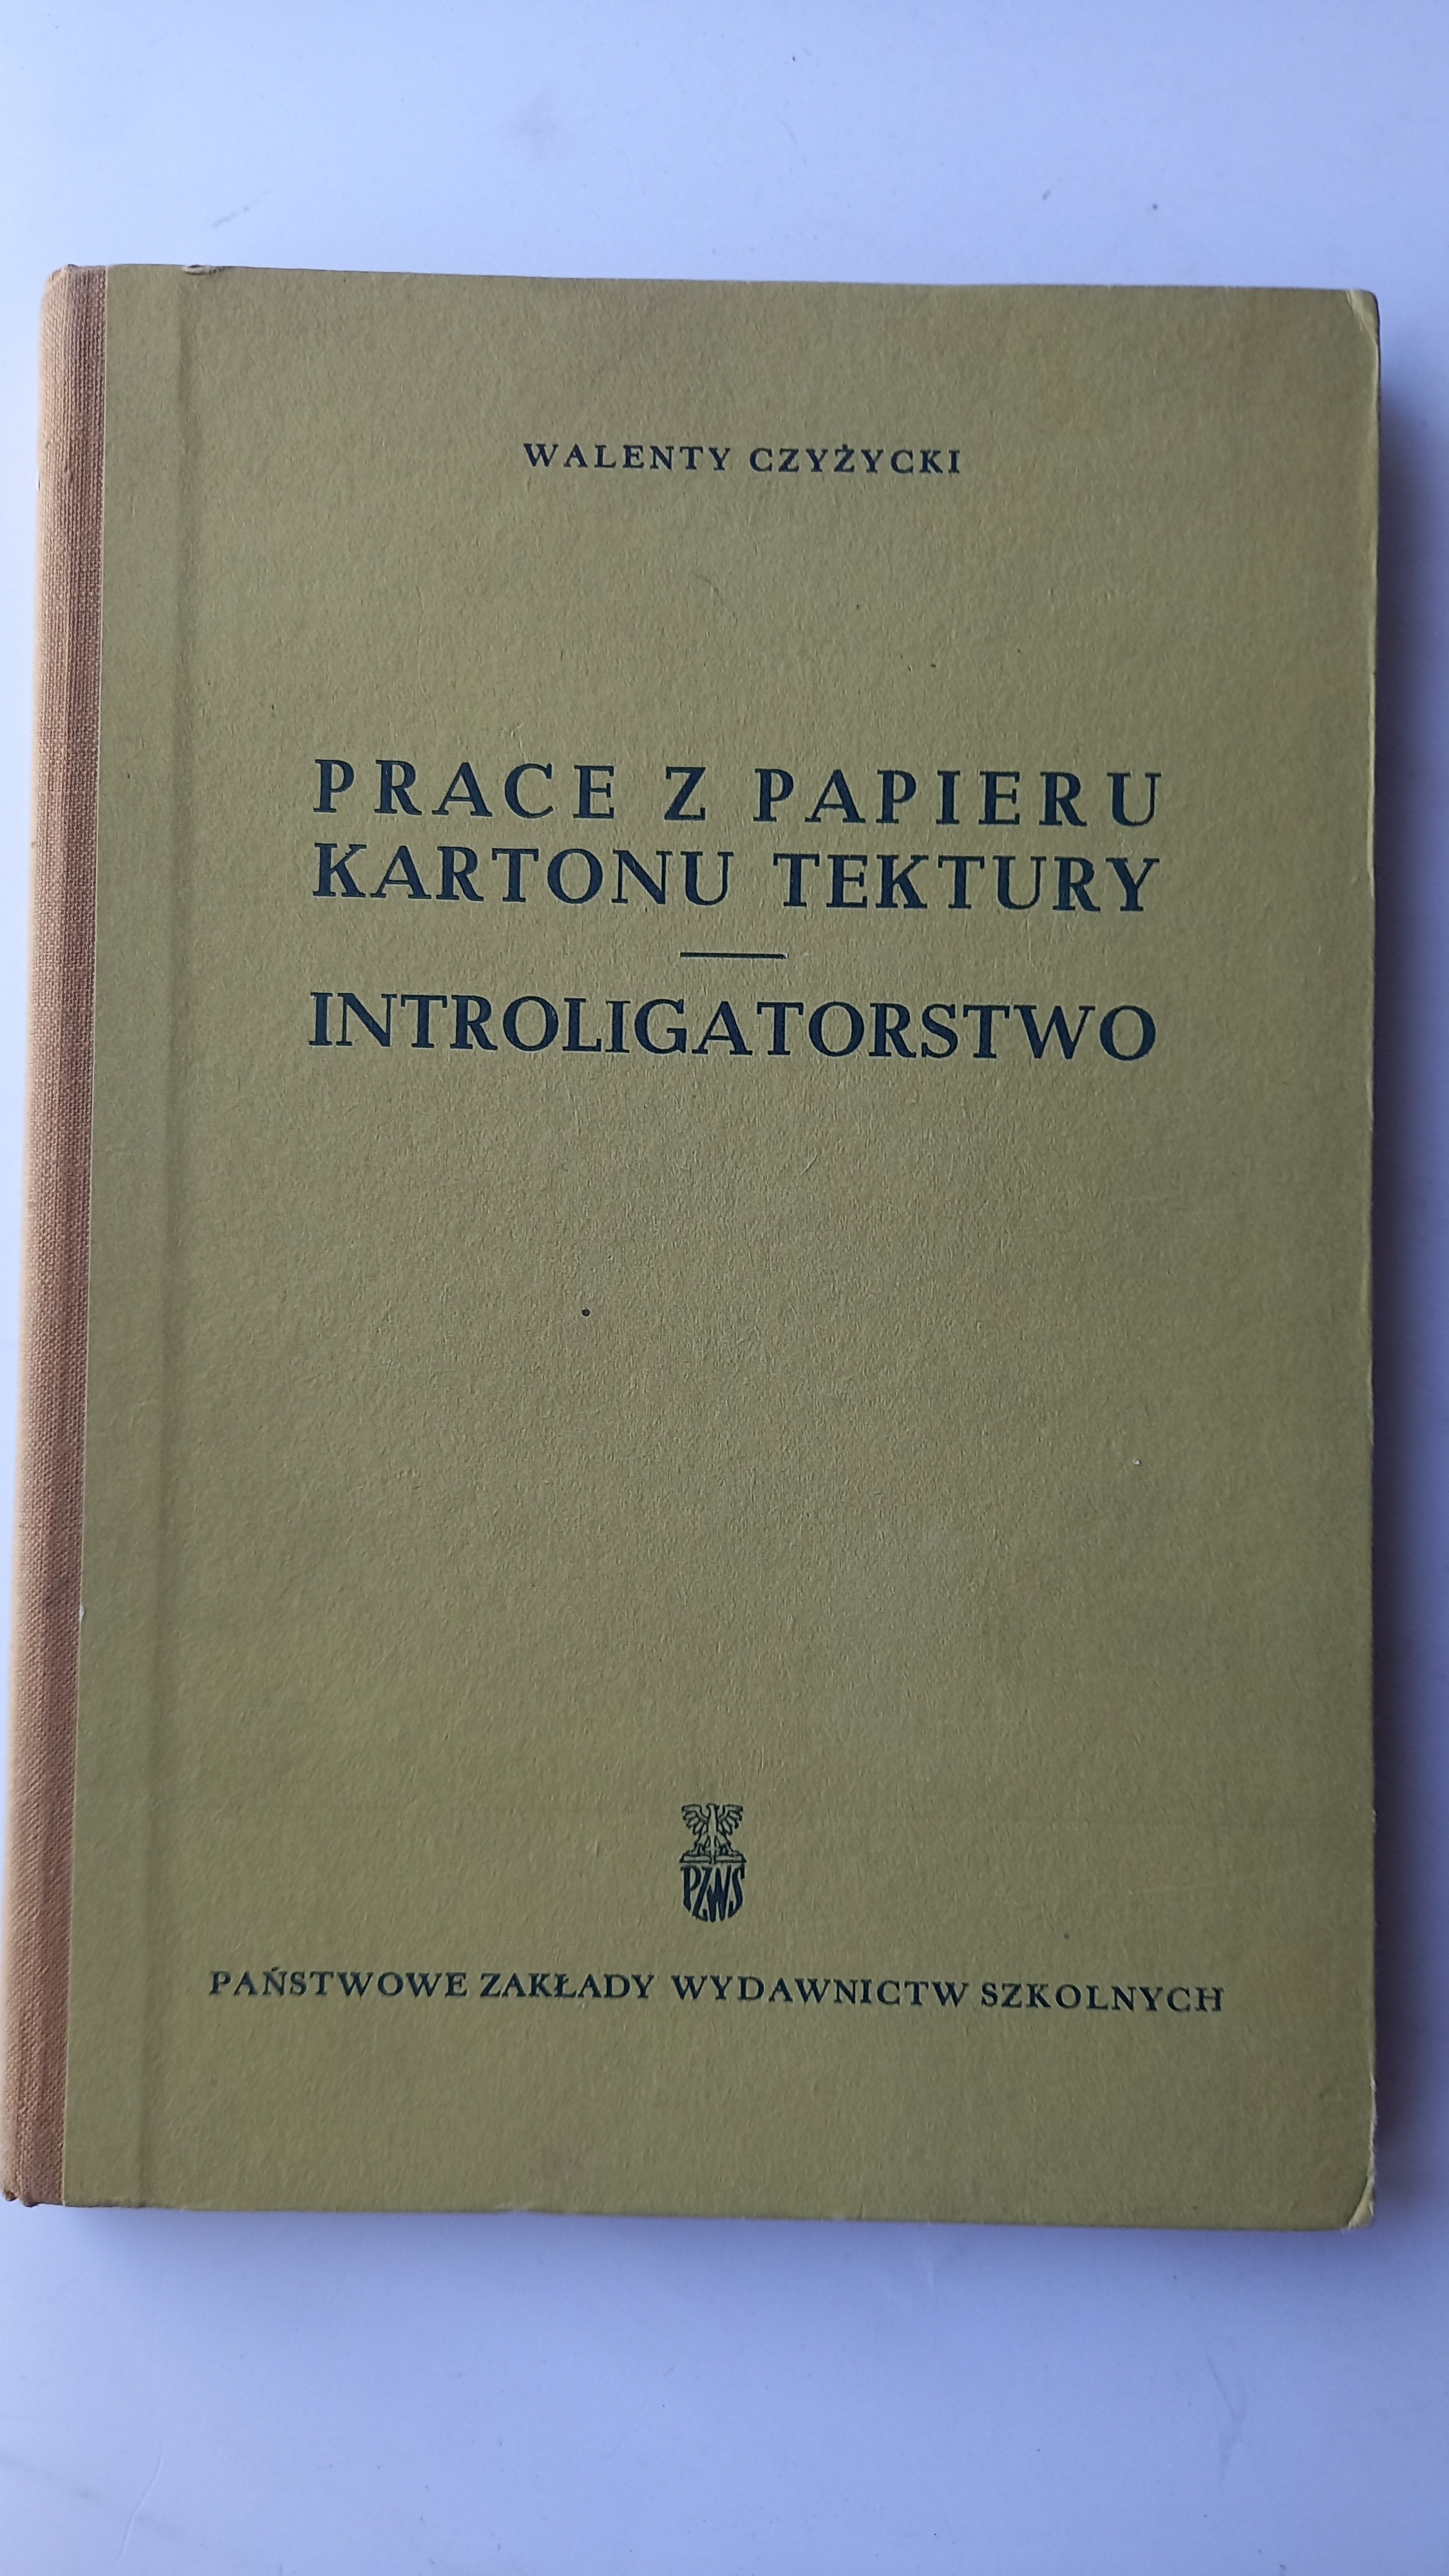 WALENTY CZYŻYCKI
PRACE Z PAPIERU
KARTONU TEKTURY
INTROLIGATORSTWO
PZWS
PAŃSTWOWE ZAKŁADY WYDAWNICTW SZKOLNYCH